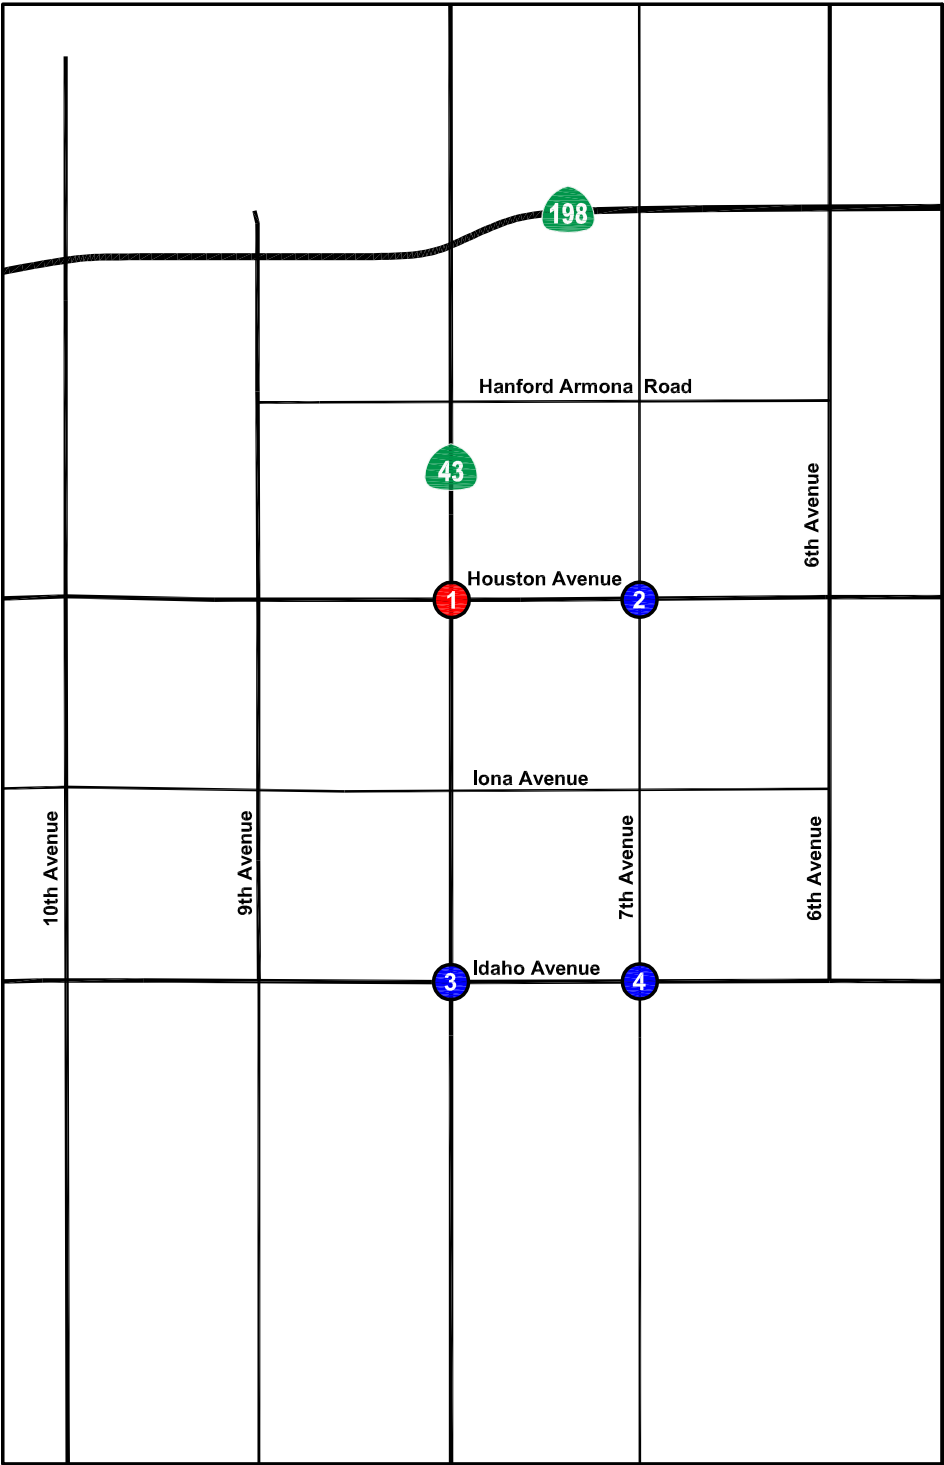 198
Hanford Armona Road
43
6th Avenue
Houston Avenue
1
2
Iona Avenue
10th Avenue
9th Avenue
7th Avenue
6th Avenue
Idaho Avenue
3
4